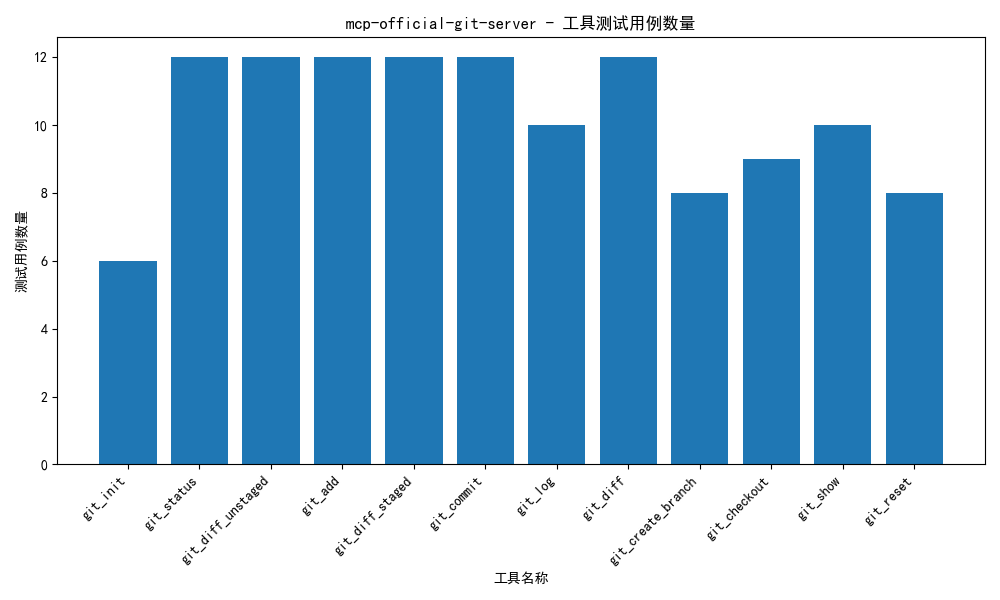 mcp-official-git-server - 工具测试用例数量
测试用例数量
12
10
8
6
4
2
0
git_init
git_status
git_diff_unstaged
git_add
git_diff_staged
git_commit
git_log
git_diff
git_create_branch
git_checkout
git_show
git_reset
工具名称